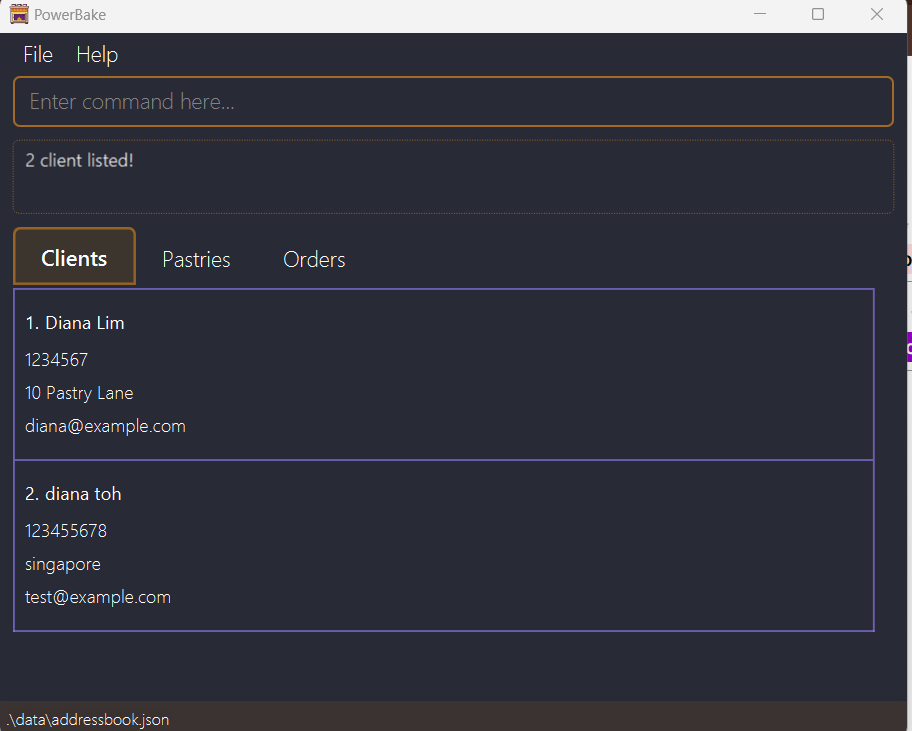 PowerBake
File Help
Enter command here...
2 client listed!
Clients Pastries Orders
1. Diana Lim
1234567
10 Pastry Lane
diana@example.com
2. diana toh
123455678
singapore
test@example.com
.\data\addressbook.json